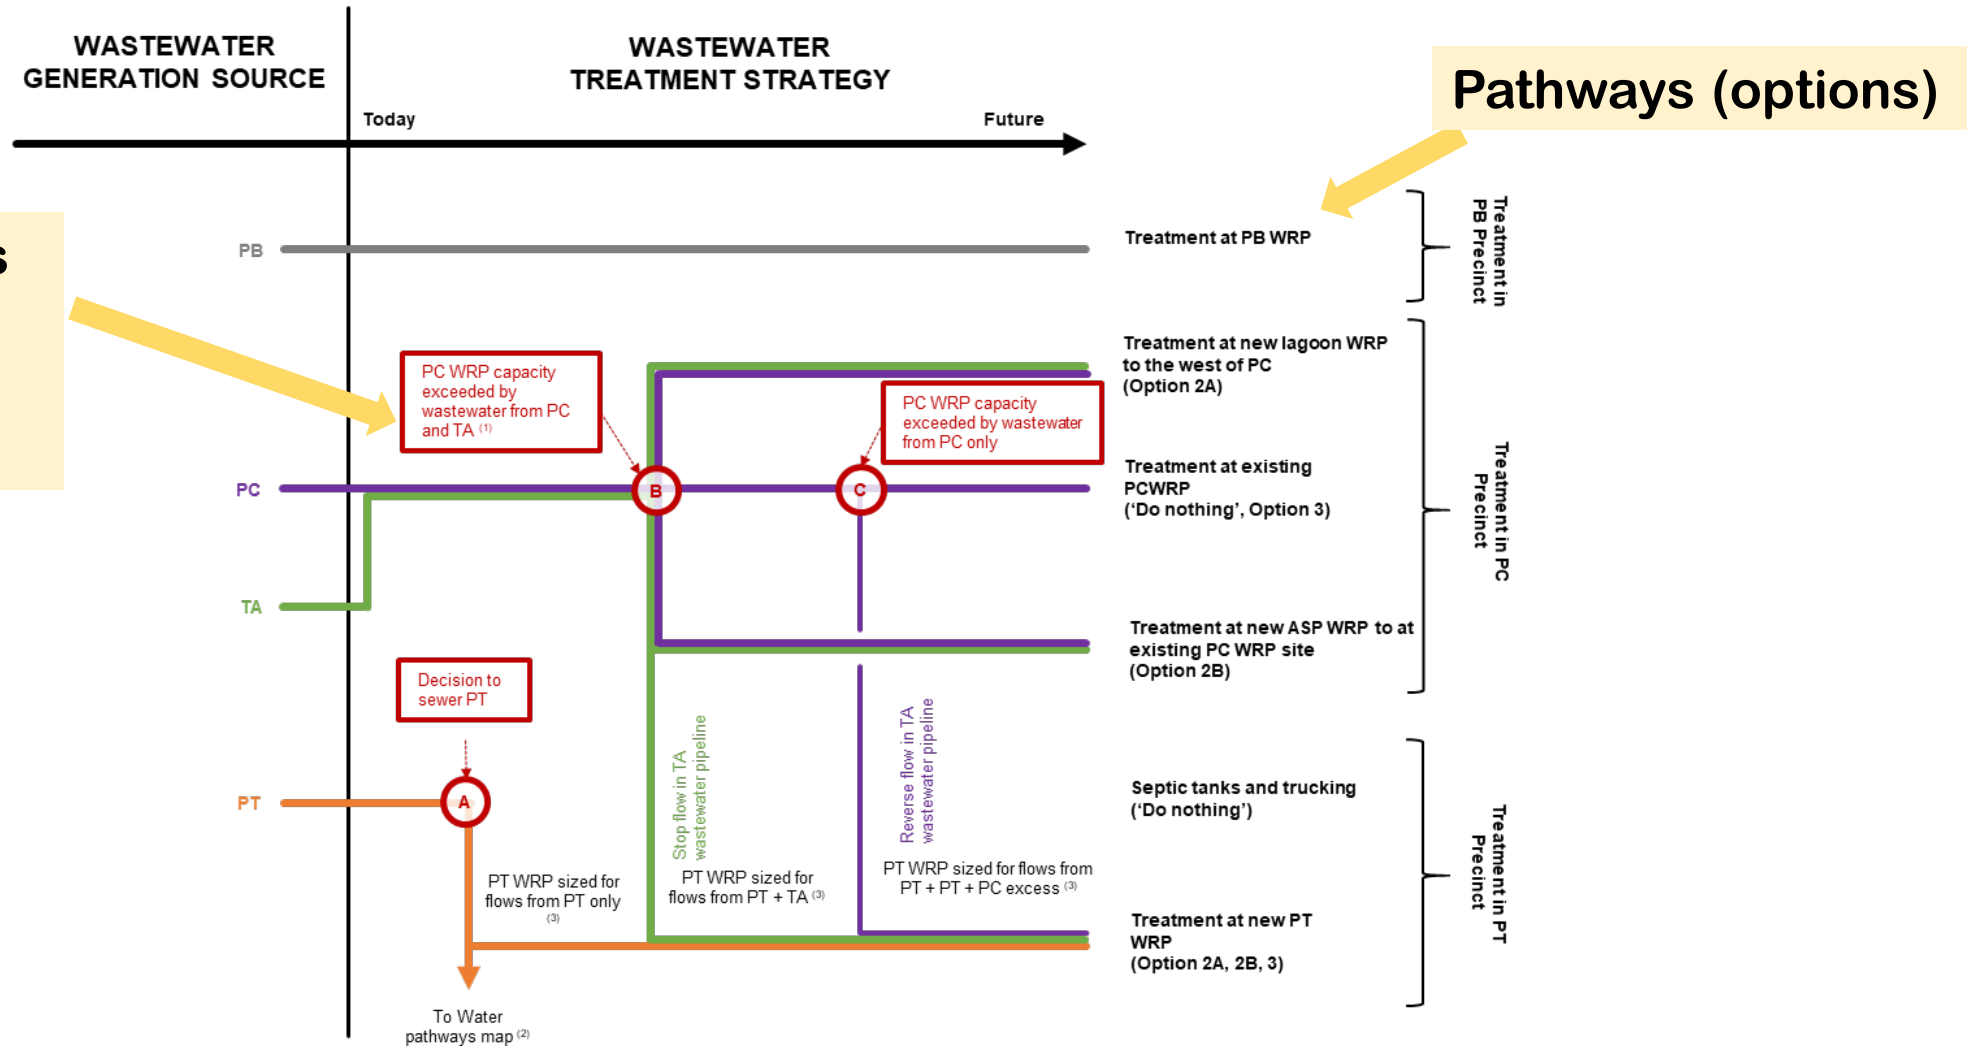 WASTEWATER
GENERATION SOURCE
WASTEWATER
TREATMENT STRATEGY
Pathways (options)
Today
Future
s
PB
Treatment at PB WRP
Treatment in
PB Precinct
PC WRP capacity
exceeded by
wastewater from PC
and TA (1)
Treatment at new lagoon WRP
to the west of PC
(Option 2A)
PC WRP capacity
exceeded by wastewater
from PC only
PC
B
C
Treatment at existing
PCWRP
('Do nothing', Option 3)
Treatment in PC
Precinct
TA
Treatment at new ASP WRP to at
existing PC WRP site
(Option 2B)
Decision to
sewer PT
Stop flow in TA
wastewater pipeline
Reverse flow in TA
wastewater pipeline
PT
A
Septic tanks and trucking
('Do nothing')
Treatment in PT
Precinct
PT WRP sized for
flows from PT only
(3)
PT WRP sized for
flows from PT + TA (3)
PT WRP sized for flows from
PT + PT + PC excess (3)
Treatment at new PT
WRP
(Option 2A, 2B, 3)
To Water
pathways map (2)